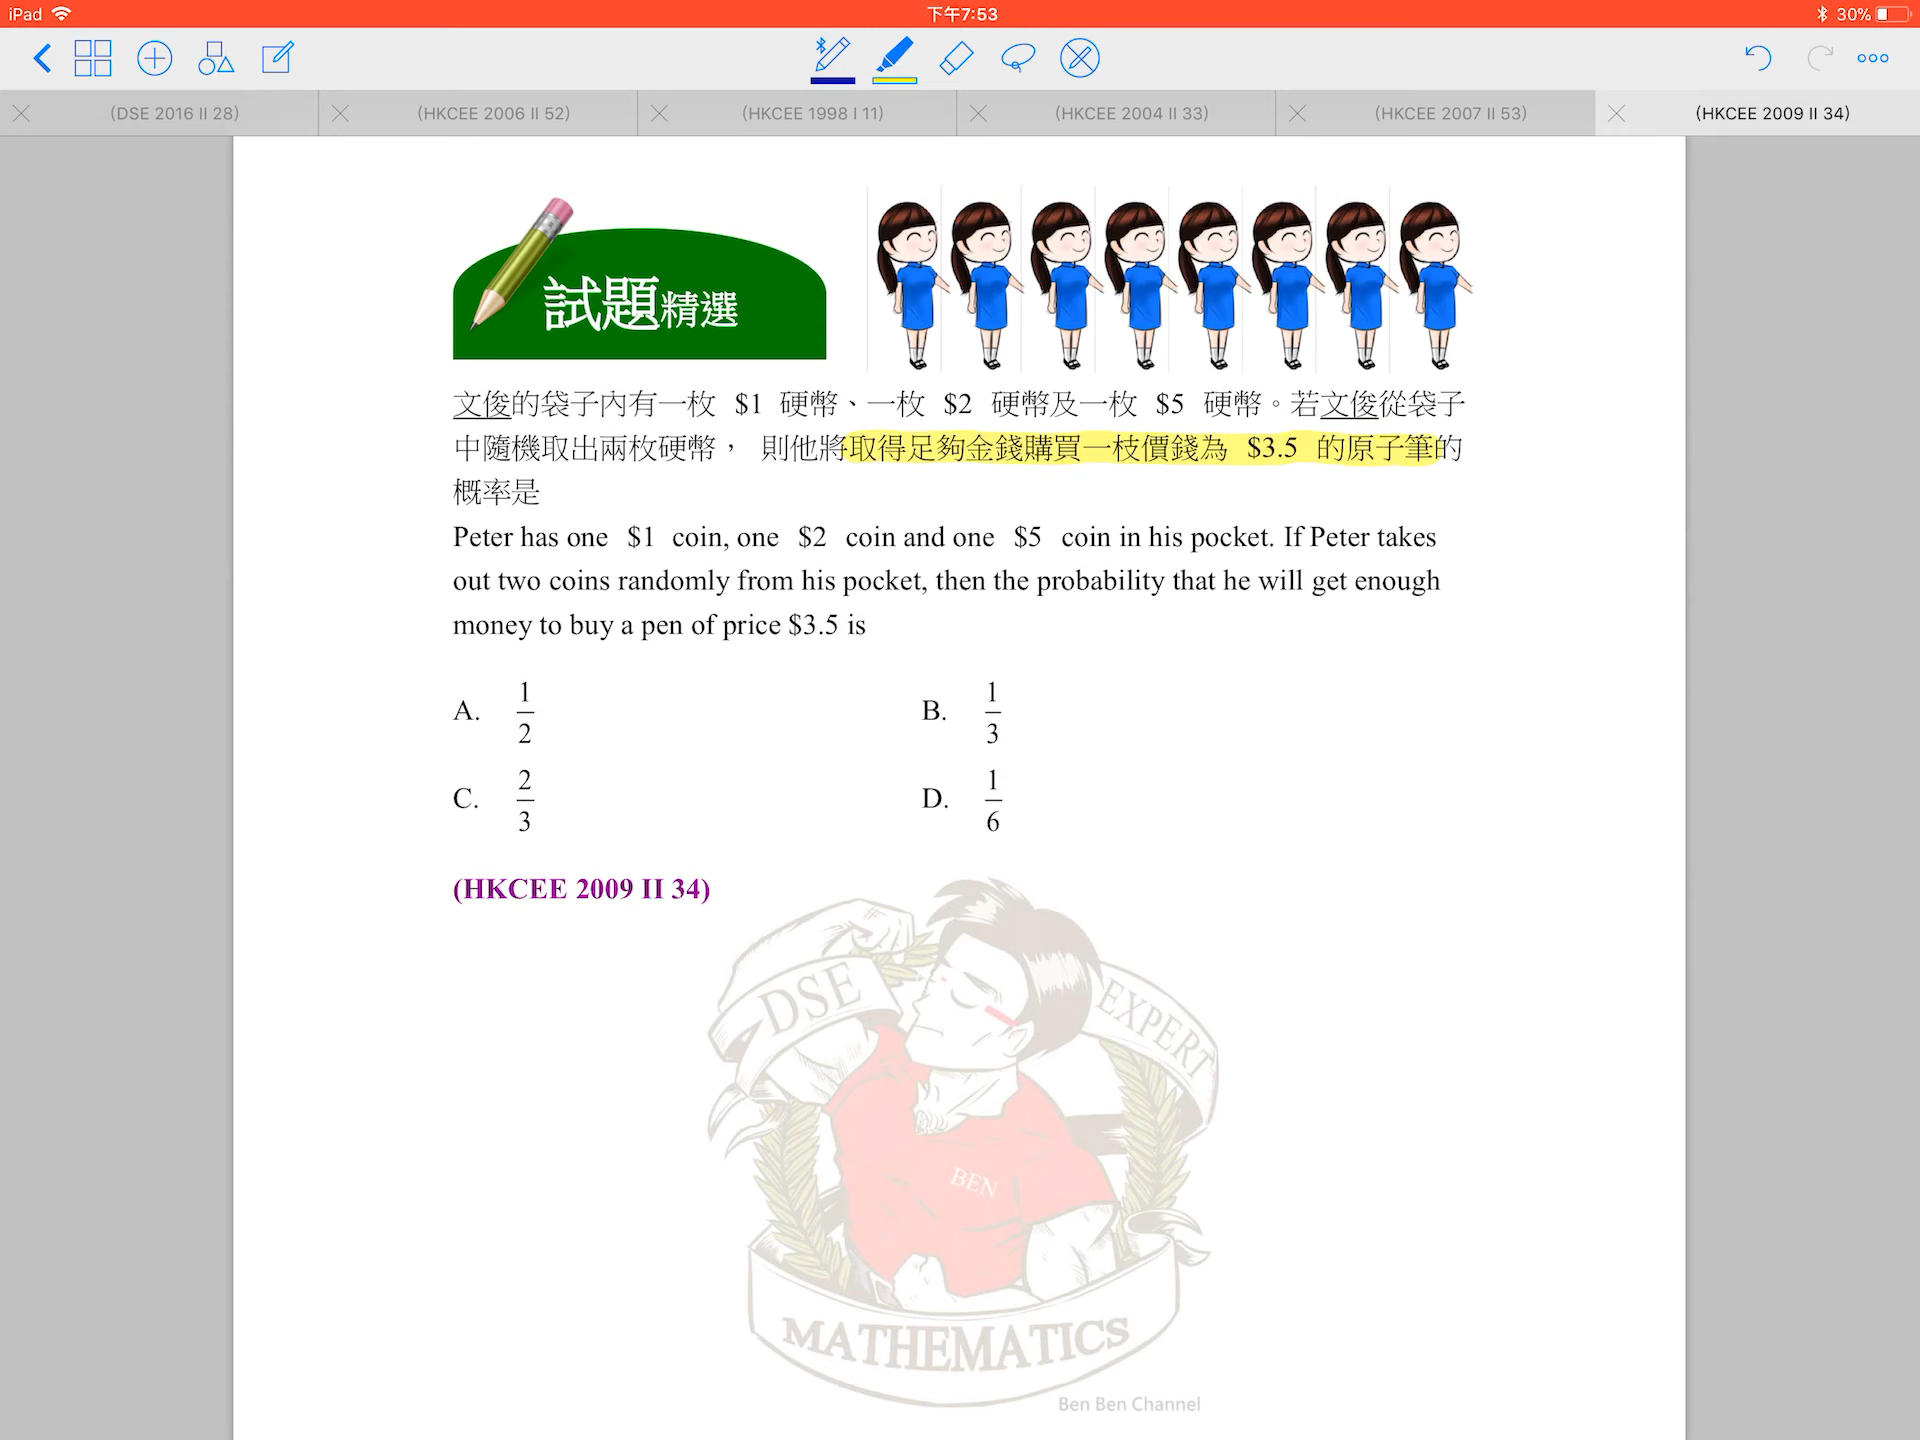 iPad 下午7:53 30%
(DSE 2016 II 28) (HKCEE 2006 II 52) (HKCEE 1998 I 11) (HKCEE 2004 II 33) (HKCEE 2007 II 53) (HKCEE 2009 II 34)
試題精選
文俊的袋子內有一枚 $1 硬幣、一枚 $2 硬幣及一枚 $5 硬幣。若文俊從袋子
中隨機取出兩枚硬幣， 則他將取得足夠金錢購買一枝價錢為 $3.5 的原子筆的
概率是
Peter has one $1 coin, one $2 coin and one $5 coin in his pocket. If Peter takes
out two coins randomly from his pocket, then the probability that he will get enough
money to buy a pen of price $3.5 is
A. 1/2 B. 1/3
C. 2/3 D. 1/6
(HKCEE 2009 II 34)
DSE EXPERT
BEN
MATHEMATICS
Ben Ben Channel